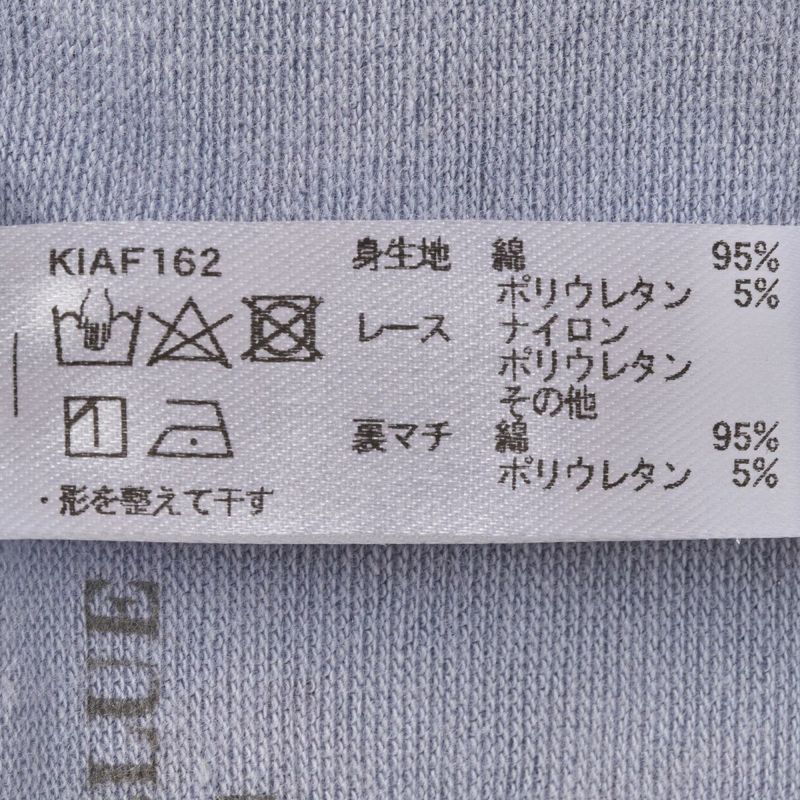 KIAF162
身生地 綿 95%
ポリウレタン 5%
レース ナイロン
ポリウレタン
その他
裏マチ 綿 95%
ポリウレタン 5%
・形を整えて干す